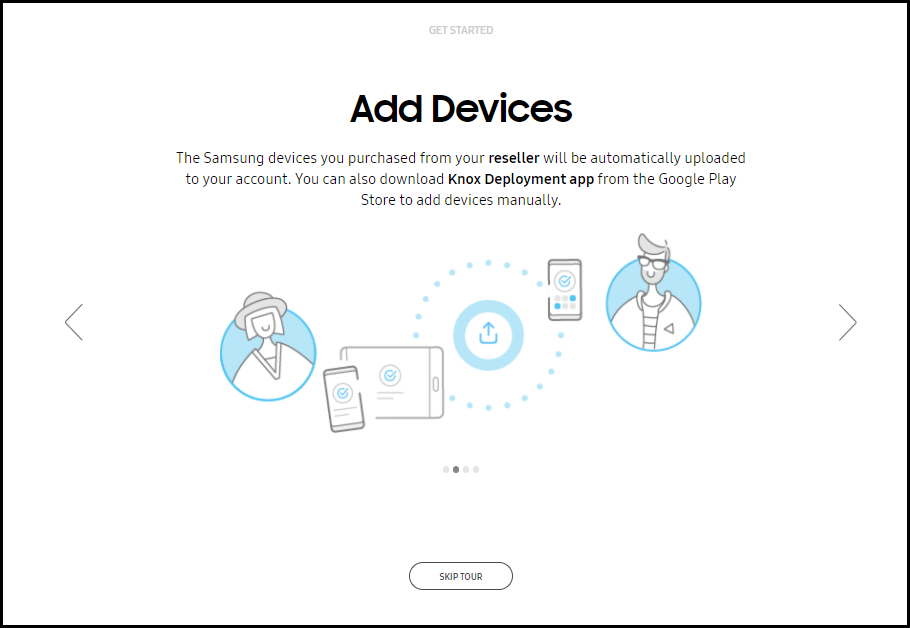 GET STARTED
Add Devices
The Samsung devices you purchased from your reseller will be automatically uploaded
to your account. You can also download Knox Deployment app from the Google Play
Store to add devices manually.
SKIP TOUR